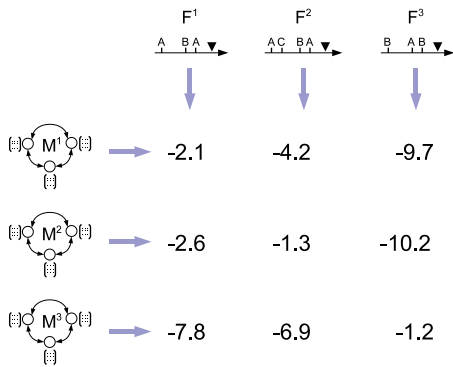 F¹ F² F³
A B A A C B A B A B
M¹ -2.1 -4.2 -9.7
M² -2.6 -1.3 -10.2
M³ -7.8 -6.9 -1.2